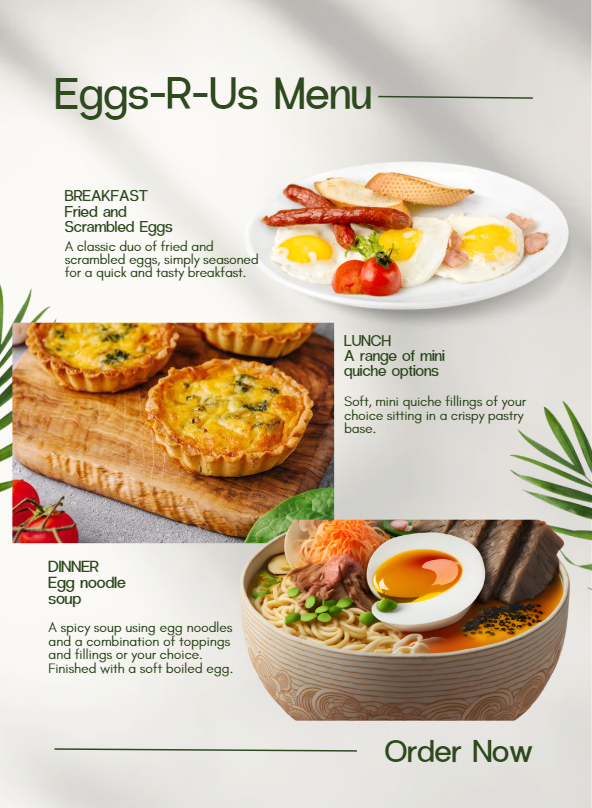 Eggs-R-Us Menu
BREAKFAST
Fried and
Scrambled Eggs
A classic duo of fried and
scrambled eggs, simply seasoned
for a quick and tasty breakfast.
LUNCH
A range of mini
quiche options
Soft, mini quiche fillings of your
choice sitting in a crispy pastry
base.
DINNER
Egg noodle
soup
A spicy soup using egg noodles
and a combination of toppings
and fillings or your choice.
Finished with a soft boiled egg.
Order Now